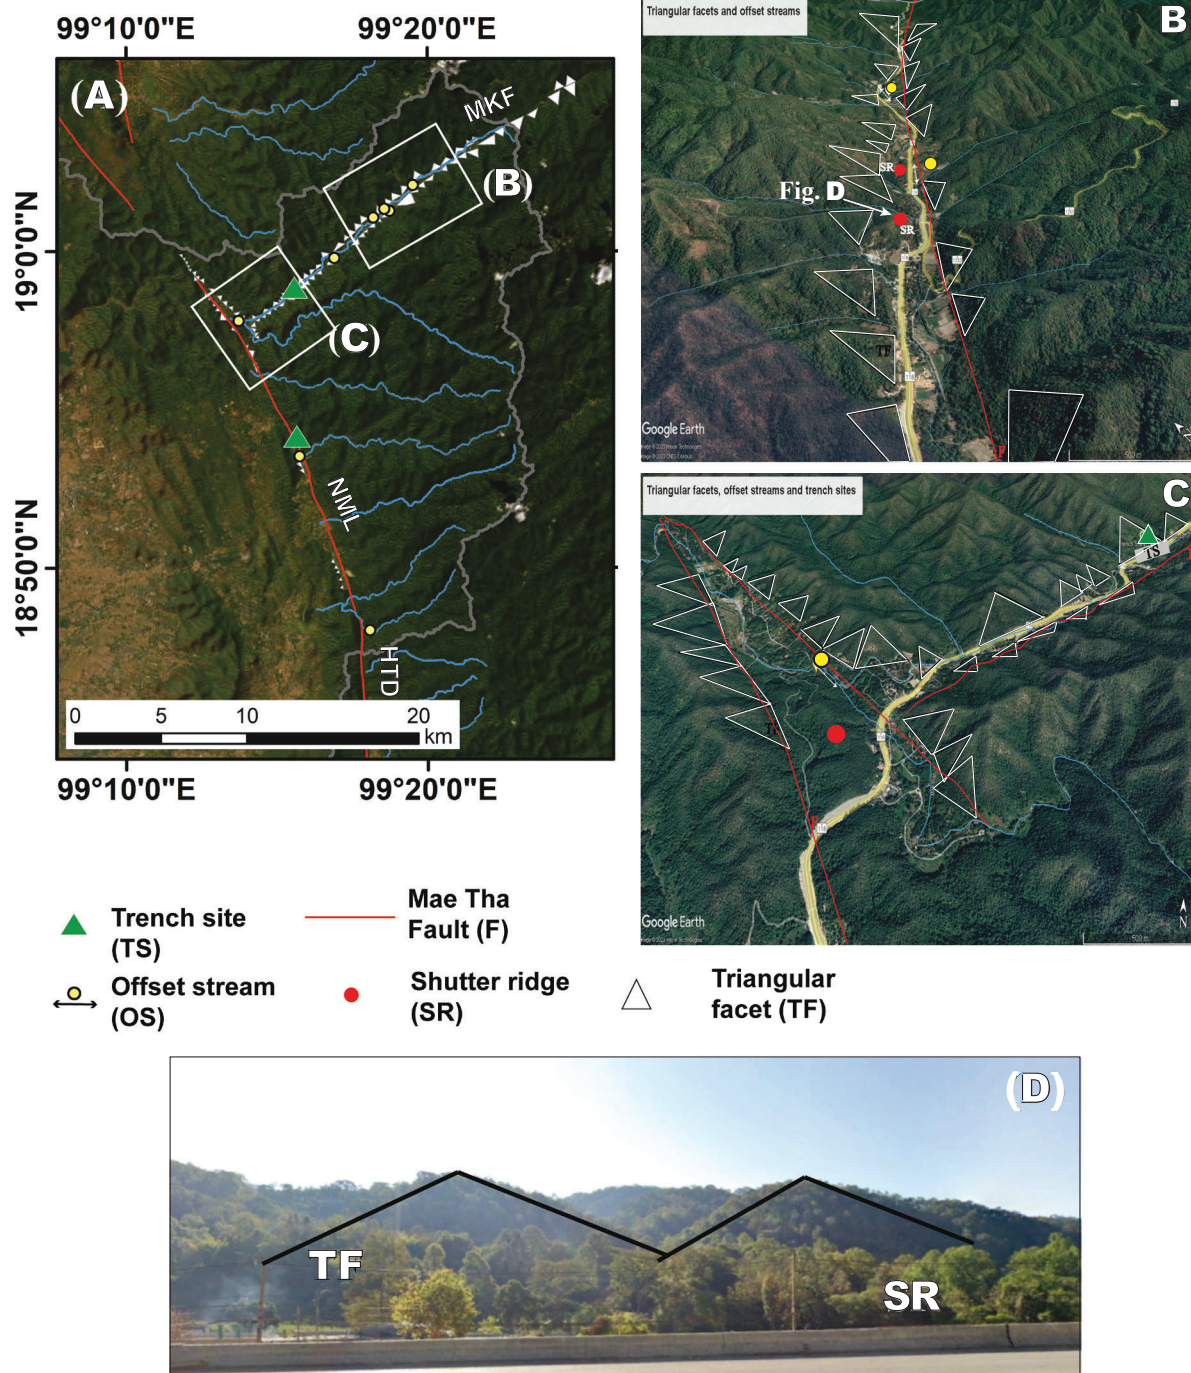 99°10'0"E
99°20'0"E
(A)
MKF
(B)
19°0'0"N
(C)
NML
18°50'0"N
HTD
0
5
10
20
km
99°10'0"E
99°20'0"E
Triangular facets and offset streams
B
SR
Fig. D
SR
TF
F
Google Earth
500 m
Triangular facets, offset streams and trench sites
C
TS
F
Google Earth
N
500 m
Trench site
(TS)
Mae Tha
Fault (F)
Offset stream
(OS)
Shutter ridge
(SR)
Triangular
facet (TF)
(D)
TF
SR